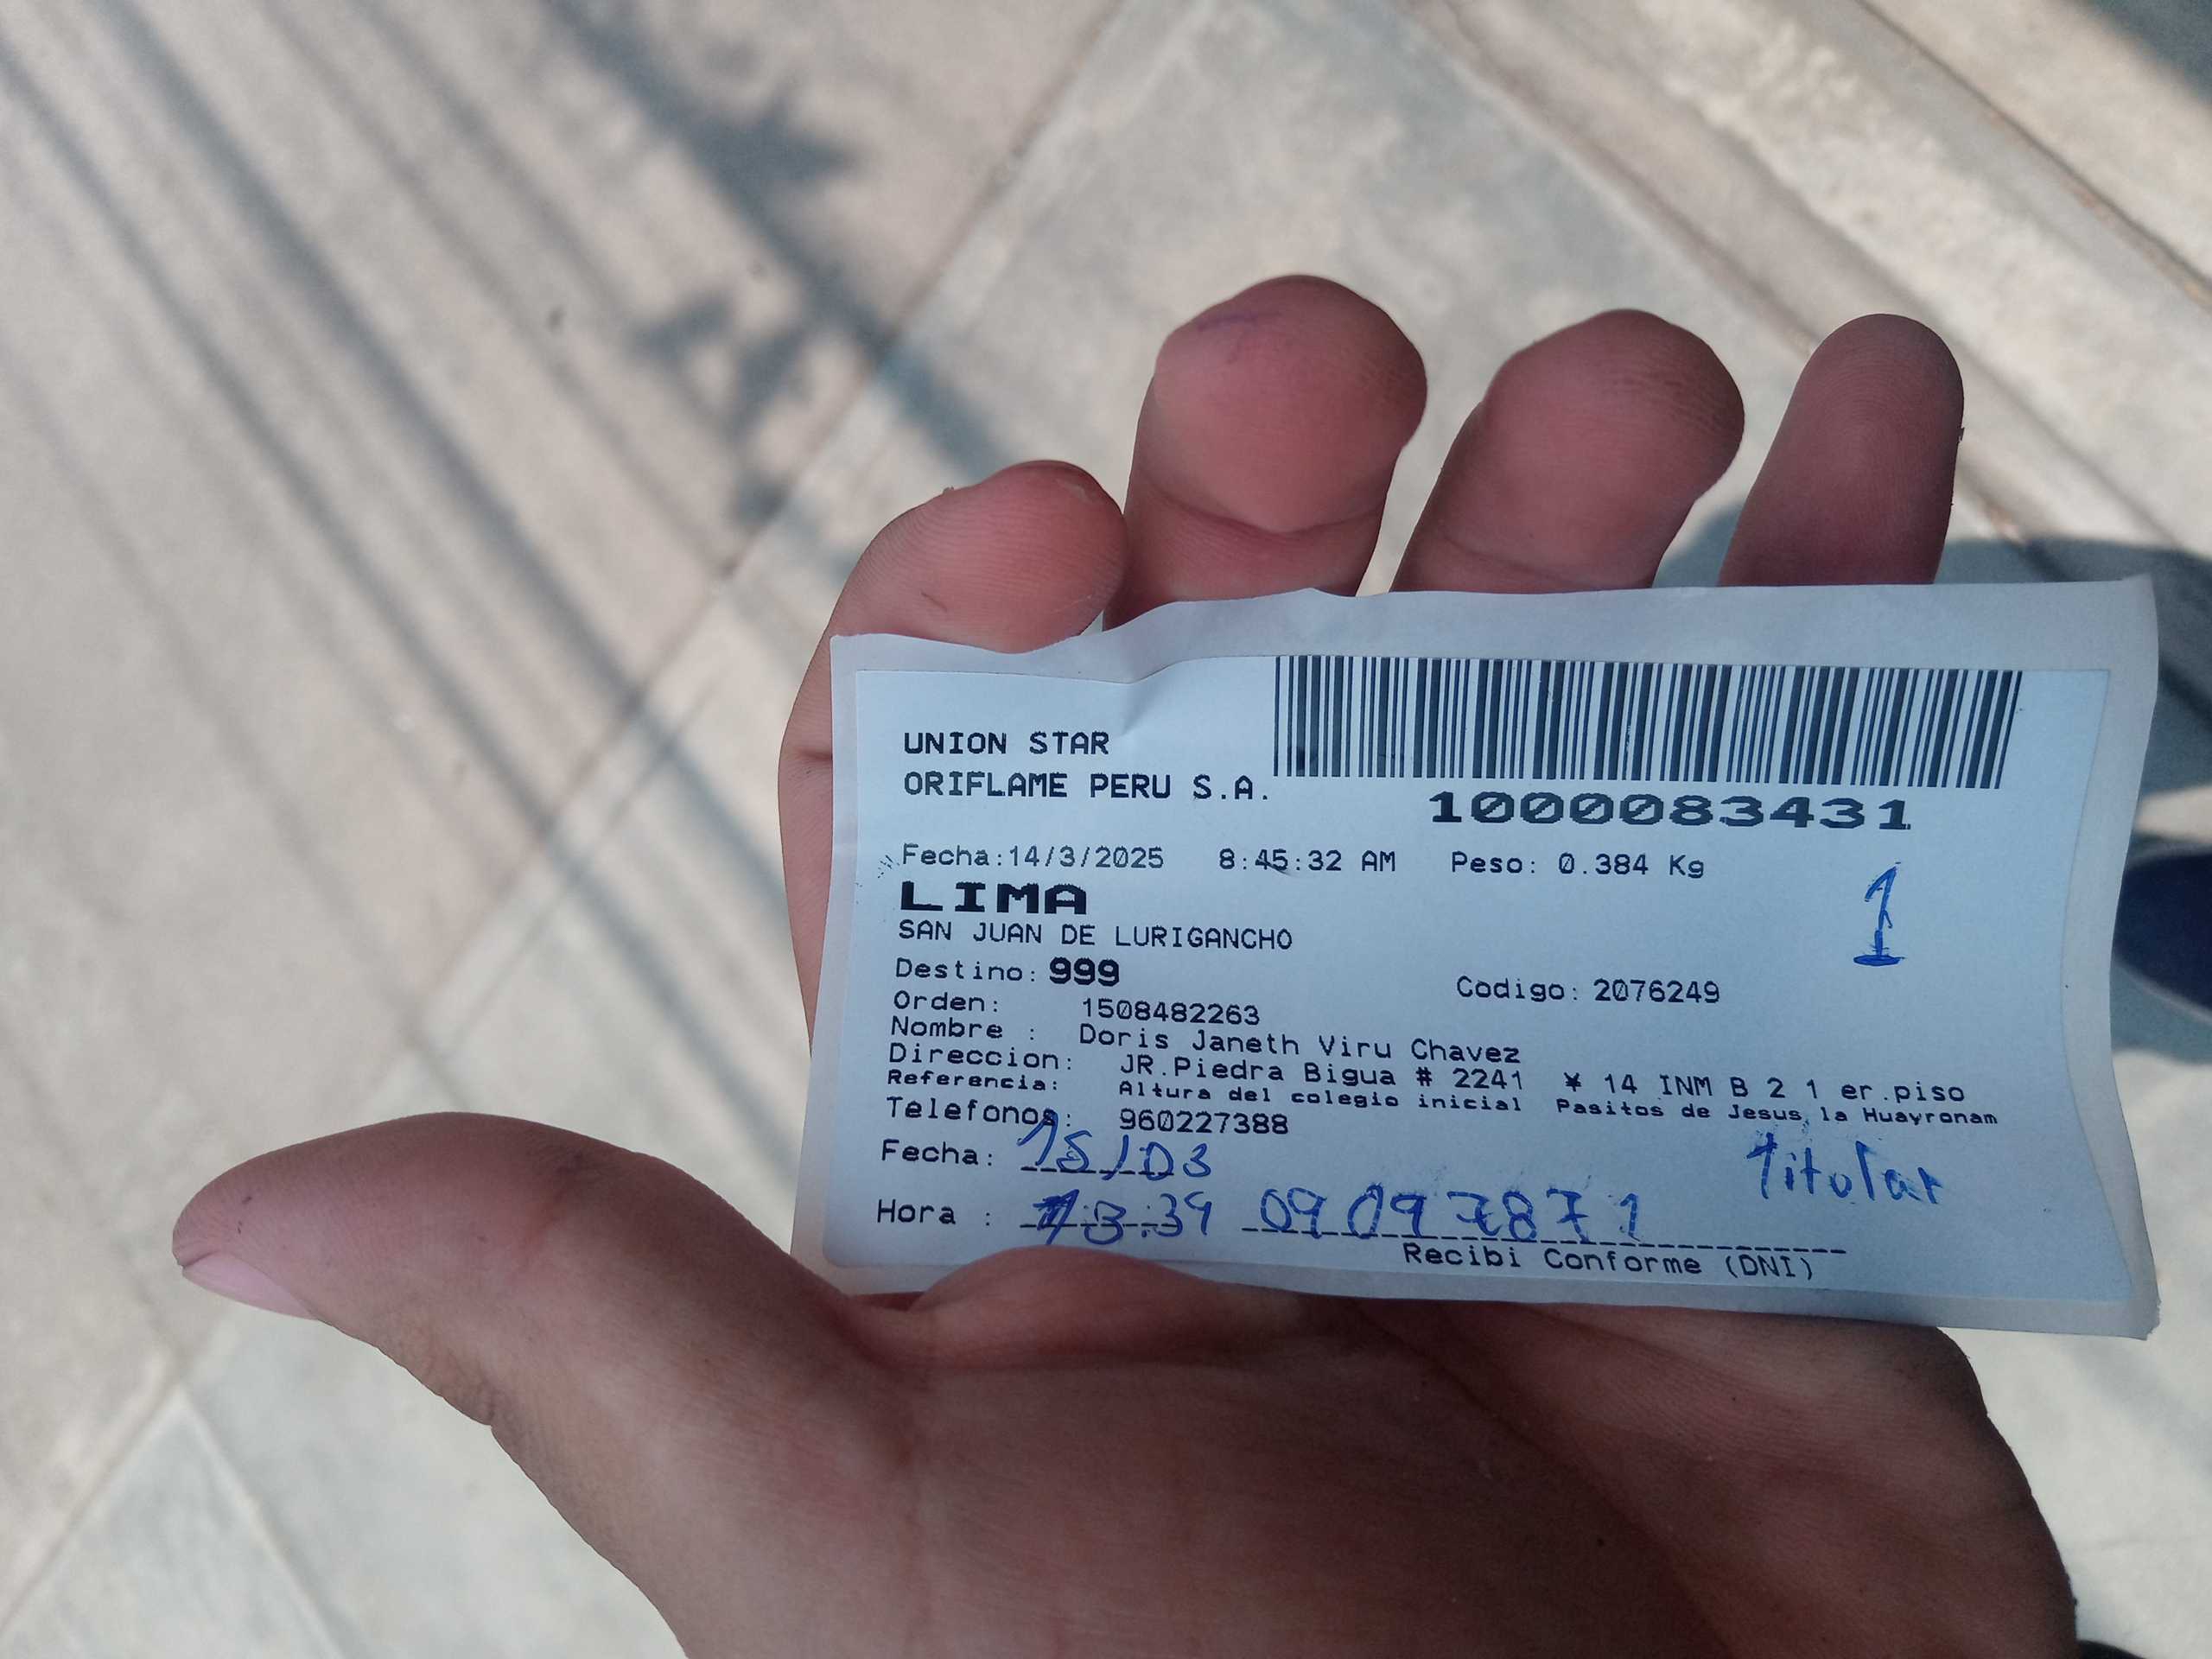 UNION STAR
ORIFLAME PERU S.A.
1000083431
Fecha:14/3/2025 8:45:32 AM Peso: 0.384 Kg
1
LIMA
SAN JUAN DE LURIGANCHO
Destino: 999 Codigo: 2076249
Orden: 1508482263
Nombre : Doris Janeth Viru Chavez
Direccion: JR.Piedra Bigua # 2241 ¥ 14 INM B 2 1 er.piso
Referencia: Altura del colegio inicial Pasitos de Jesus, la Huayronam
Telefonos: 960227388
Fecha: 15/03 Titular
Hora : 13:39 09097871
Recibi Conforme (DNI)